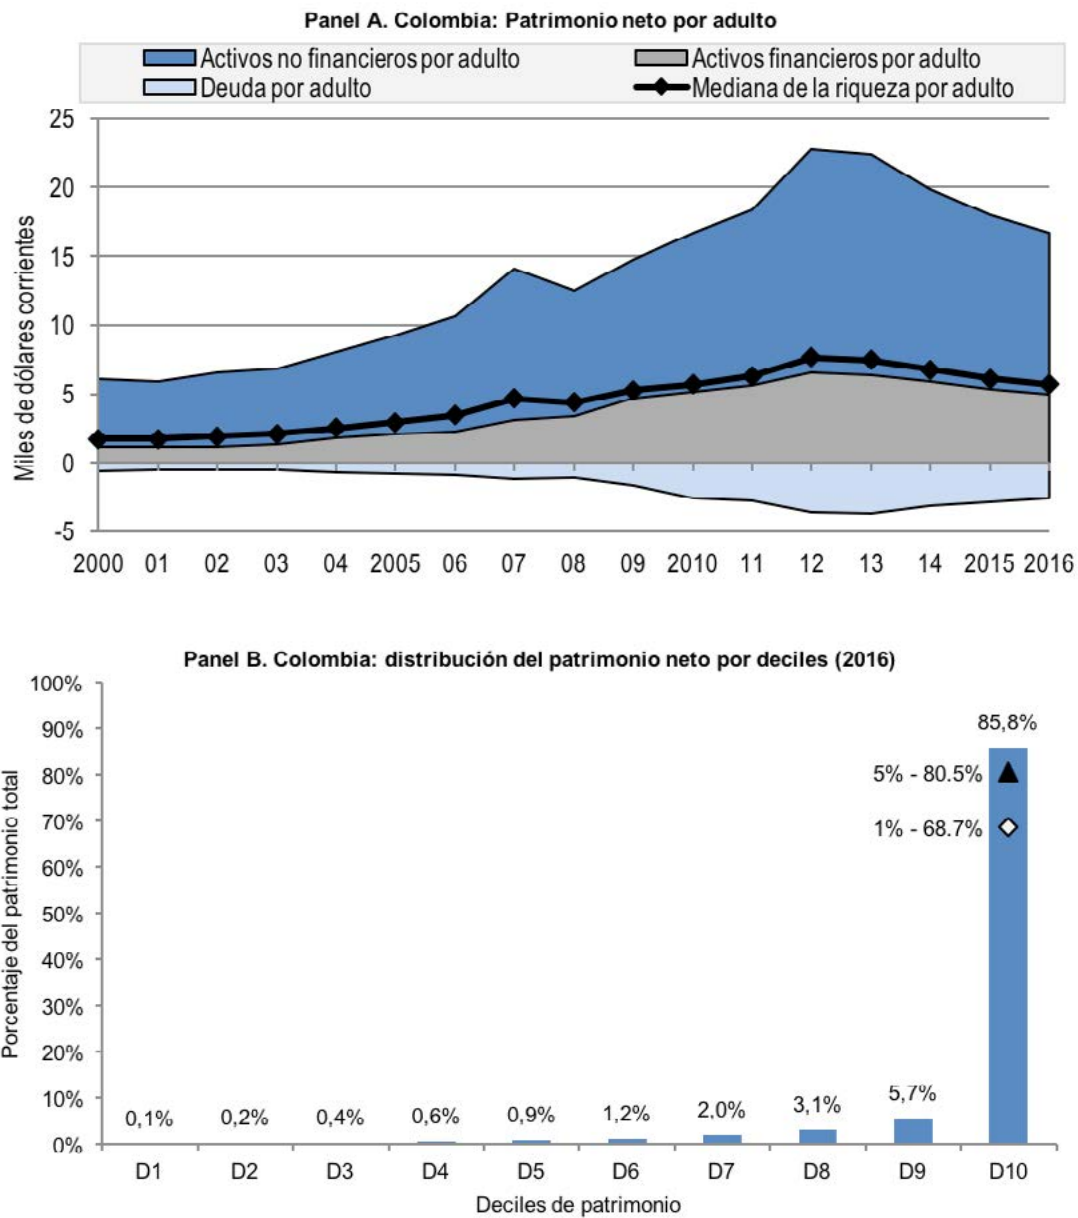 Panel A. Colombia: Patrimonio neto por adulto
Activos no financieros por adulto Activos financieros por adulto
Deuda por adulto Mediana de la riqueza por adulto
Miles de dólares corrientes
25
20
15
10
5
0
-5
2000 01 02 03 04 2005 06 07 08 09 2010 11 12 13 14 2015 2016
Panel B. Colombia: distribución del patrimonio neto por deciles (2016)
Porcentaje del patrimonio total
100%
90%
80%
70%
60%
50%
40%
30%
20%
10%
0%
85,8%
5% - 80.5%
1% - 68.7%
0,1% 0,2% 0,4% 0,6% 0,9% 1,2% 2,0% 3,1% 5,7%
D1 D2 D3 D4 D5 D6 D7 D8 D9 D10
Deciles de patrimonio